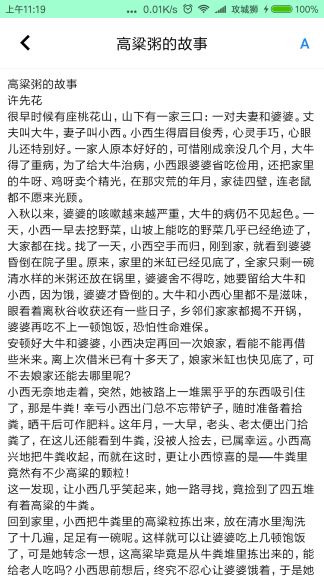 上午11:19
0.01K/s
攻城狮
100%
高粱粥的故事
A
高粱粥的故事
许先花
很早时候有座桃花山，山下有一家三口：一对夫妻和婆婆。丈
夫叫大牛，妻子叫小西。小西生得眉目俊秀，心灵手巧，心眼
儿还特别好。一家人原本好好的，可惜刚成亲没几个月，大牛
得了重病，为了给大牛治病，小西跟婆婆省吃俭用，还把家里
的牛呀、鸡呀卖个精光，在那灾荒的年月，家徒四壁，连老鼠
都不愿来光顾。
入秋以来，婆婆的咳嗽越来越严重，大牛的病仍不见起色。一
天，小西一早去挖野菜，山坡上能吃的野菜几乎已经绝迹了，
大家都在找。找了一天，小西空手而归，刚到家，就看到婆婆
昏倒在院子里。原来，家里的米缸已经见底了，全家只剩一碗
清水样的米粥还放在锅里，婆婆舍不得吃，她要留给大牛和
小西，因为饿，婆婆才昏倒的。大牛和小西心里都不是滋味，
眼看着离秋谷收获还有一些日子，乡邻们家家都揭不开锅，
婆婆再吃不上一顿饱饭，恐怕性命难保。
安顿好大牛和婆婆，小西决定再回一次娘家，看能不能再借
些米来。离上次借米已有十多天了，娘家米缸也快见底了，可
不去娘家还能去哪里呢？
小西无奈地走着，突然，她被路上一堆黑乎乎的东西吸引住
了，那是牛粪！幸亏小西出门总不忘带铲子，随时准备着拾
粪，晒干后可作肥料。这年月，一大早，老头、老太便出门拾
粪了，在这儿还能看到牛粪，没被人捡去，已属幸运。小西高
兴地把牛粪收起，而就在这时，更让小西惊喜的是——牛粪里
竟然有不少高粱的颗粒！
这一发现，让小西几乎笑起来，她一路寻找，竟捡到了四五堆
有着高粱的牛粪。
回到家里，小西把牛粪里的高粱粒拣出来，放在清水里淘洗
了十几遍，足足有一碗呢。这样就可以让婆婆吃上几顿饱饭
了，可是她转念一想，这高粱毕竟是从牛粪堆里拣出来的，能
给老人吃吗？小西思前想后，终究不忍心让婆婆饿着，于是她